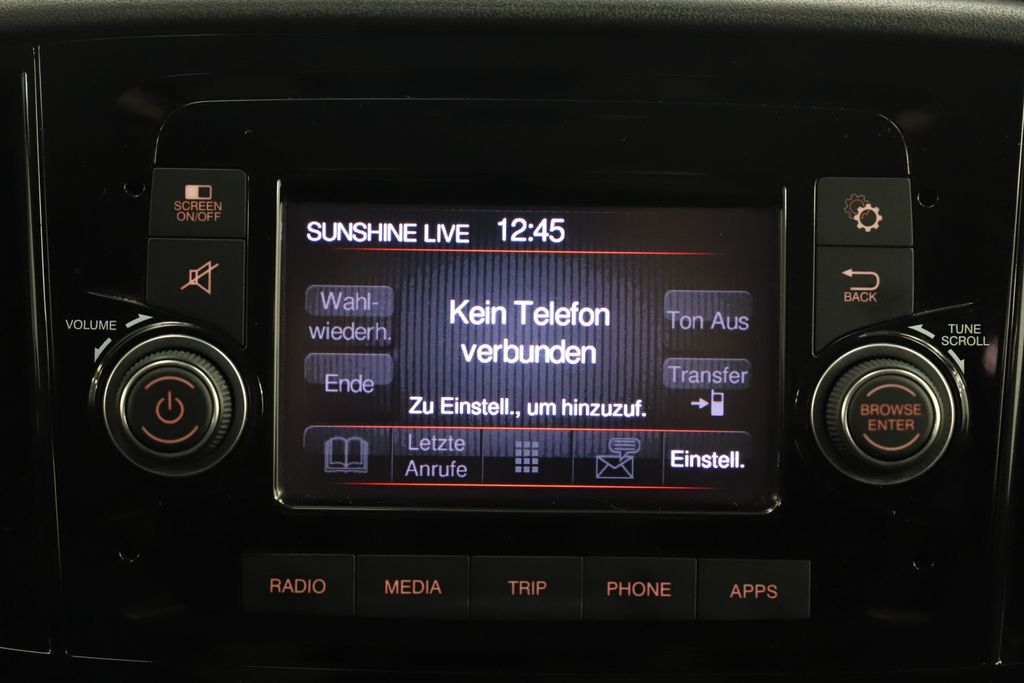 SCREEN
ON/OFF
SUNSHINE LIVE 12:45
BACK
VOLUME
Wahl-
wiederh.
Kein Telefon
verbunden
Ton Aus
TUNE
SCROLL
Ende
Transfer
Zu Einstell., um hinzuzuf.
BROWSE
ENTER
Letzte
Anrufe
Einstell.
RADIO MEDIA TRIP PHONE APPS